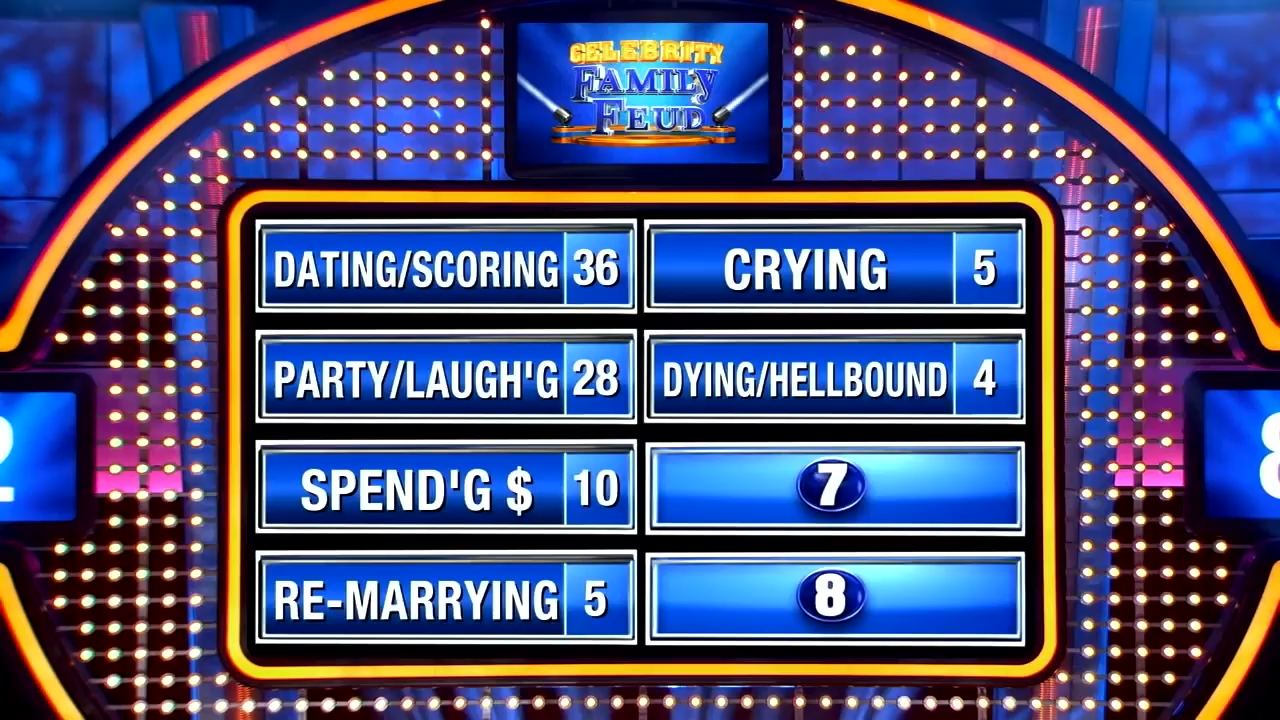 CELEBRITY
FAMILY
FEUD
DATING/SCORING 36
PARTY/LAUGH'G 28
SPEND'G $ 10
RE-MARRYING 5
CRYING 5
DYING/HELLBOUND 4
7
8